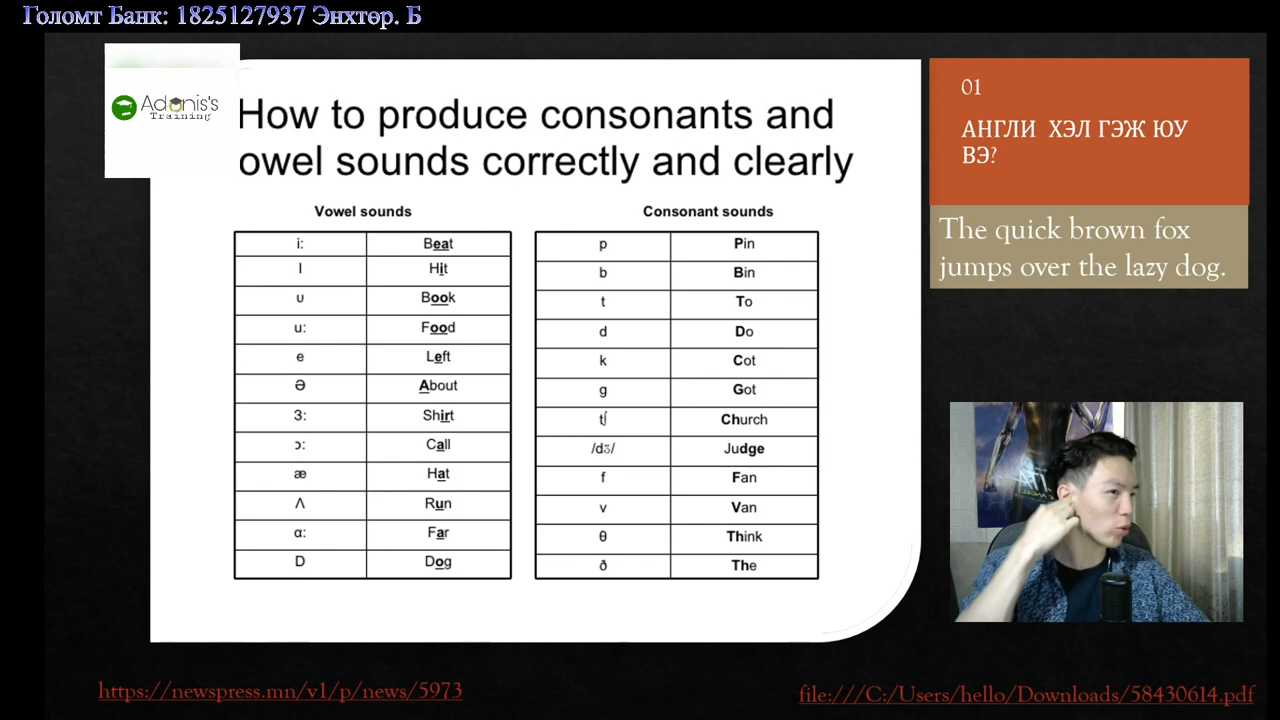 Голомт Банк: 1825127937 Энхтөр. Б
Adonis's
Training
How to produce consonants and
owel sounds correctly and clearly
Vowel sounds
i: Beat
I Hit
ʊ Book
u: Food
e Left
Ə About
3: Shirt
ɔ: Call
æ Hat
Λ Run
ɑ: Far
D Dog
Consonant sounds
p Pin
b Bin
t To
d Do
k Cot
g Got
tʃ Church
/dʒ/ Judge
f Fan
v Van
θ Think
ð The
01
АНГЛИ ХЭЛ ГЭЖ ЮУ
ВЭ?
The quick brown fox
jumps over the lazy dog.
https://newspress.mn/v1/p/news/5973
file:///C:/Users/hello/Downloads/58430614.pdf